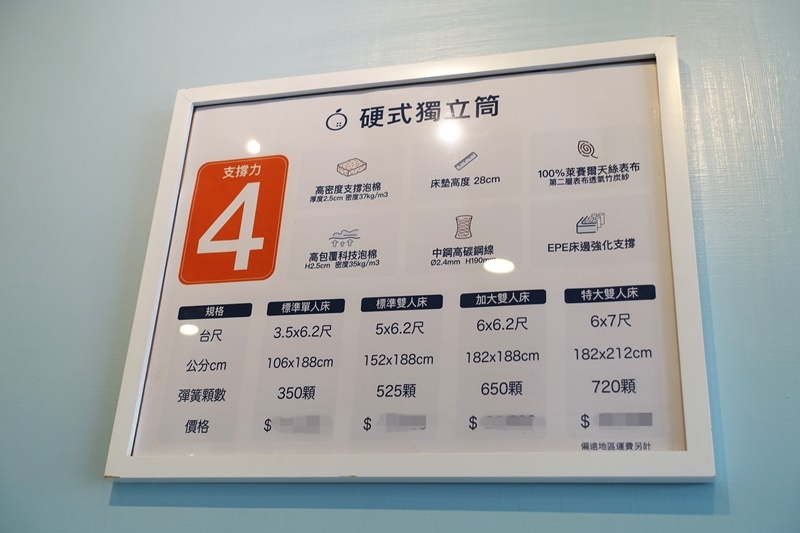 硬式獨立筒
支撐力
4
高密度支撐泡棉
厚度2.5cm 密度37kg/m3
床墊高度 28cm
100%萊賽爾天絲表布
第二層表布透氣竹炭紗
高包覆科技泡棉
H2.5cm 密度35kg/m3
中鋼高碳鋼線
Ø2.4mm H190mm
EPE床邊強化支撐
規格 標準單人床 標準雙人床 加大雙人床 特大雙人床
台尺 3.5x6.2尺 5x6.2尺 6x6.2尺 6x7尺
公分cm 106x188cm 152x188cm 182x188cm 182x212cm
彈簧顆數 350顆 525顆 650顆 720顆
價格 $ $ $ $
偏遠地區運費另計